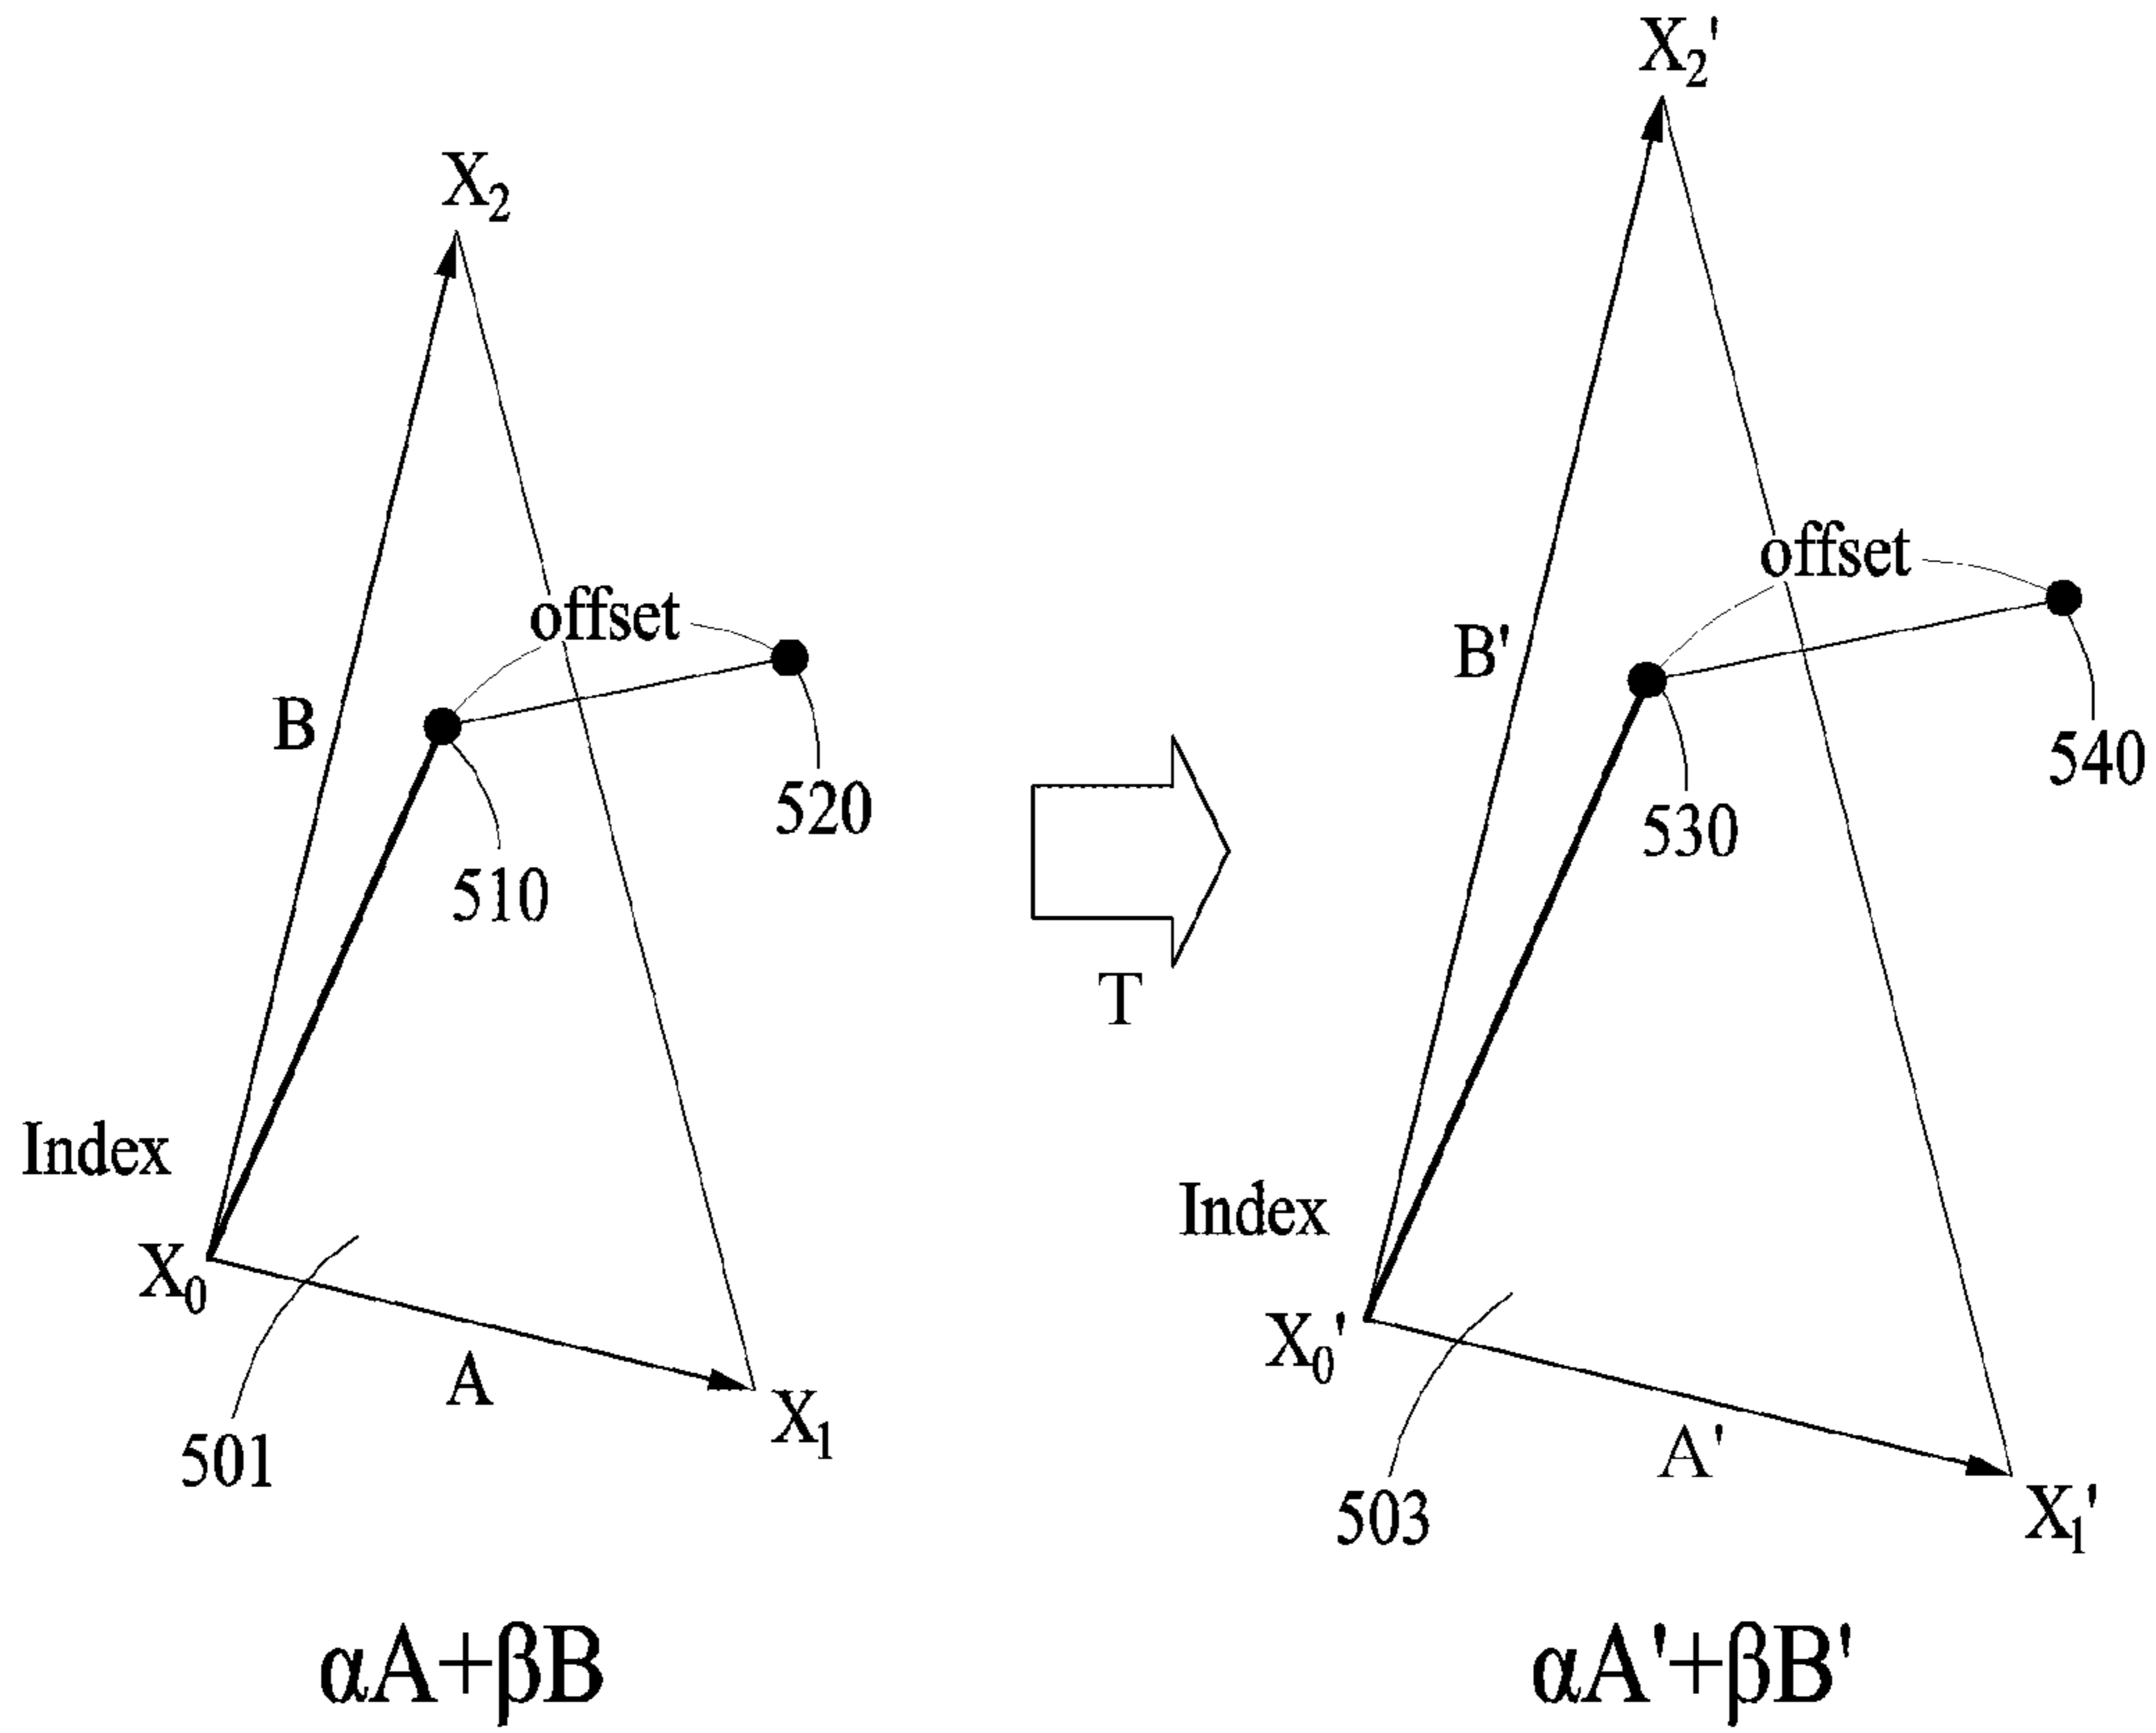 X₂
offset
B
520
510
Index
X₀
A
X₁
501
αA+βB
T
X₂'
offset
B'
540
530
Index
X₀'
A'
X₁'
503
αA'+βB'